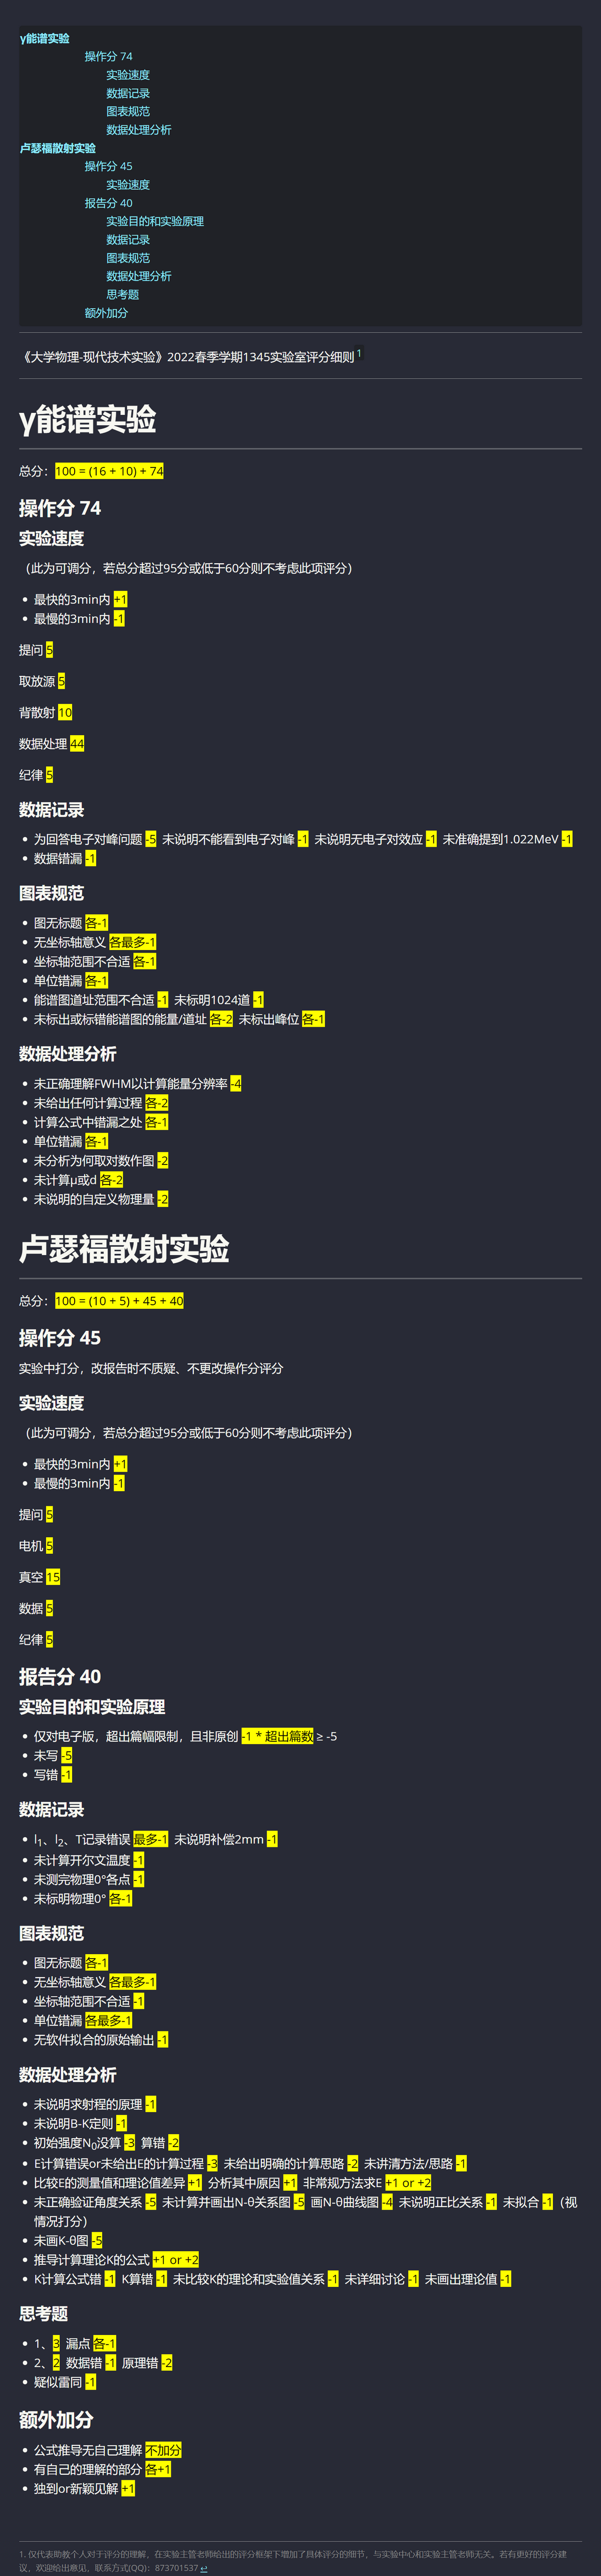 γ能谱实验
操作分 74
实验速度
数据记录
图表规范
数据处理分析
卢瑟福散射实验
操作分 45
实验速度
报告分 40
实验目的和实验原理
数据记录
图表规范
数据处理分析
思考题
额外加分
《大学物理-现代技术实验》2022春季学期1345实验室评分细则1
γ能谱实验
总分：100 = (16 + 10) + 74
操作分 74
实验速度
（此为可调分，若总分超过95分或低于60分则不考虑此项评分）
最快的3min内 +1
最慢的3min内 -1
提问 5
取放源 5
背散射 10
数据处理 44
纪律 5
数据记录
为回答电子对峰问题 -5 未说明不能看到电子对峰 -1 未说明无电子对效应 -1 未准确提到1.022MeV -1
数据错漏 -1
图表规范
图无标题 各-1
无坐标轴意义 各最多-1
坐标轴范围不合适 各-1
单位错漏 各-1
能谱图道址范围不合适 -1 未标明1024道 -1
未标出或标错能谱图的能量/道址 各-2 未标出峰位 各-1
数据处理分析
未正确理解FWHM以计算能量分辨率 -4
未给出任何计算过程 各-2
计算公式中错漏之处 各-1
单位错漏 各-1
未分析为何取对数作图 -2
未计算μ或d 各-2
未说明的自定义物理量 -2
卢瑟福散射实验
总分：100 = (10 + 5) + 45 + 40
操作分 45
实验中打分，改报告时不质疑、不更改操作分评分
实验速度
（此为可调分，若总分超过95分或低于60分则不考虑此项评分）
最快的3min内 +1
最慢的3min内 -1
提问 5
电机 5
真空 15
数据 5
纪律 5
报告分 40
实验目的和实验原理
仅对电子版，超出篇幅限制，且非原创 -1 * 超出篇数 ≥ -5
未写 -5
写错 -1
数据记录
l1、l2、T记录错误 最多-1 未说明补偿2mm -1
未计算开尔文温度 -1
未测完物理0°各点 -1
未标明物理0° 各-1
图表规范
图无标题 各-1
无坐标轴意义 各最多-1
坐标轴范围不合适 -1
单位错漏 各最多-1
无软件拟合的原始输出 -1
数据处理分析
未说明求射程的原理 -1
未说明B-K定则 -1
初始强度N0没算 -3 算错 -2
E计算错误or未给出E的计算过程 -3 未给出明确的计算思路 -2 未讲清方法/思路 -1
比较E的测量值和理论值差异 +1 分析其中原因 +1 非常规方法求E +1 or +2
未正确验证角度关系 -5 未计算并画出N-θ关系图 -5 画N-θ曲线图 -4 未说明正比关系 -1 未拟合 -1（视
情况打分）
未画K-θ图 -5
推导计算理论K的公式 +1 or +2
K计算公式错 -1 K算错 -1 未比较K的理论和实验值关系 -1 未详细讨论 -1 未画出理论值 -1
思考题
1、3 漏点 各-1
2、2 数据错 -1 原理错 -2
疑似雷同 -1
额外加分
公式推导无自己理解 不加分
有自己的理解的部分 各+1
独到or新颖见解 +1
1. 仅代表助教个人对于评分的理解，在实验主管老师给出的评分框架下增加了具体评分的细节，与实验中心和实验主管老师无关。若有更好的评分建
议，欢迎给出意见，联系方式(QQ)：873701537 ↩